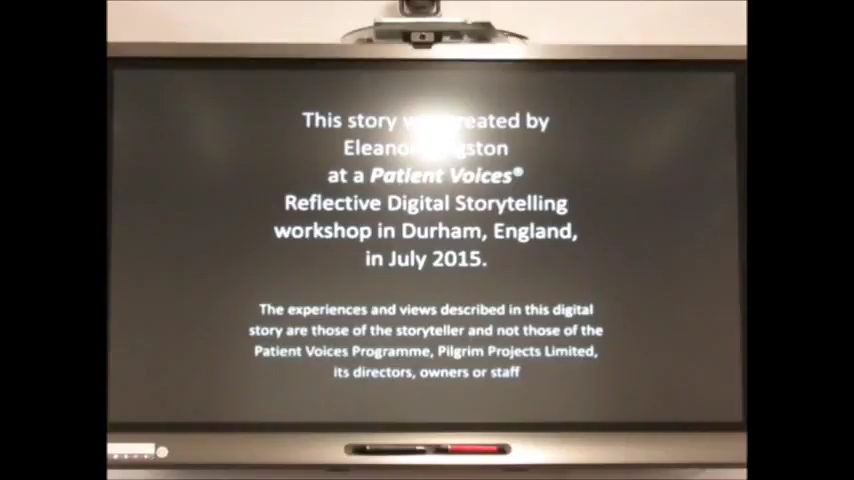 This story created by
at a Patient Voices®
Reflective Digital Storytelling
workshop in Durham, England,
in July 2015.
The experiences and views described in this digital
story are those of the storyteller and not those of the
Patient Voices Programme, Pilgrim Projects Limited,
its directors, owners or staff